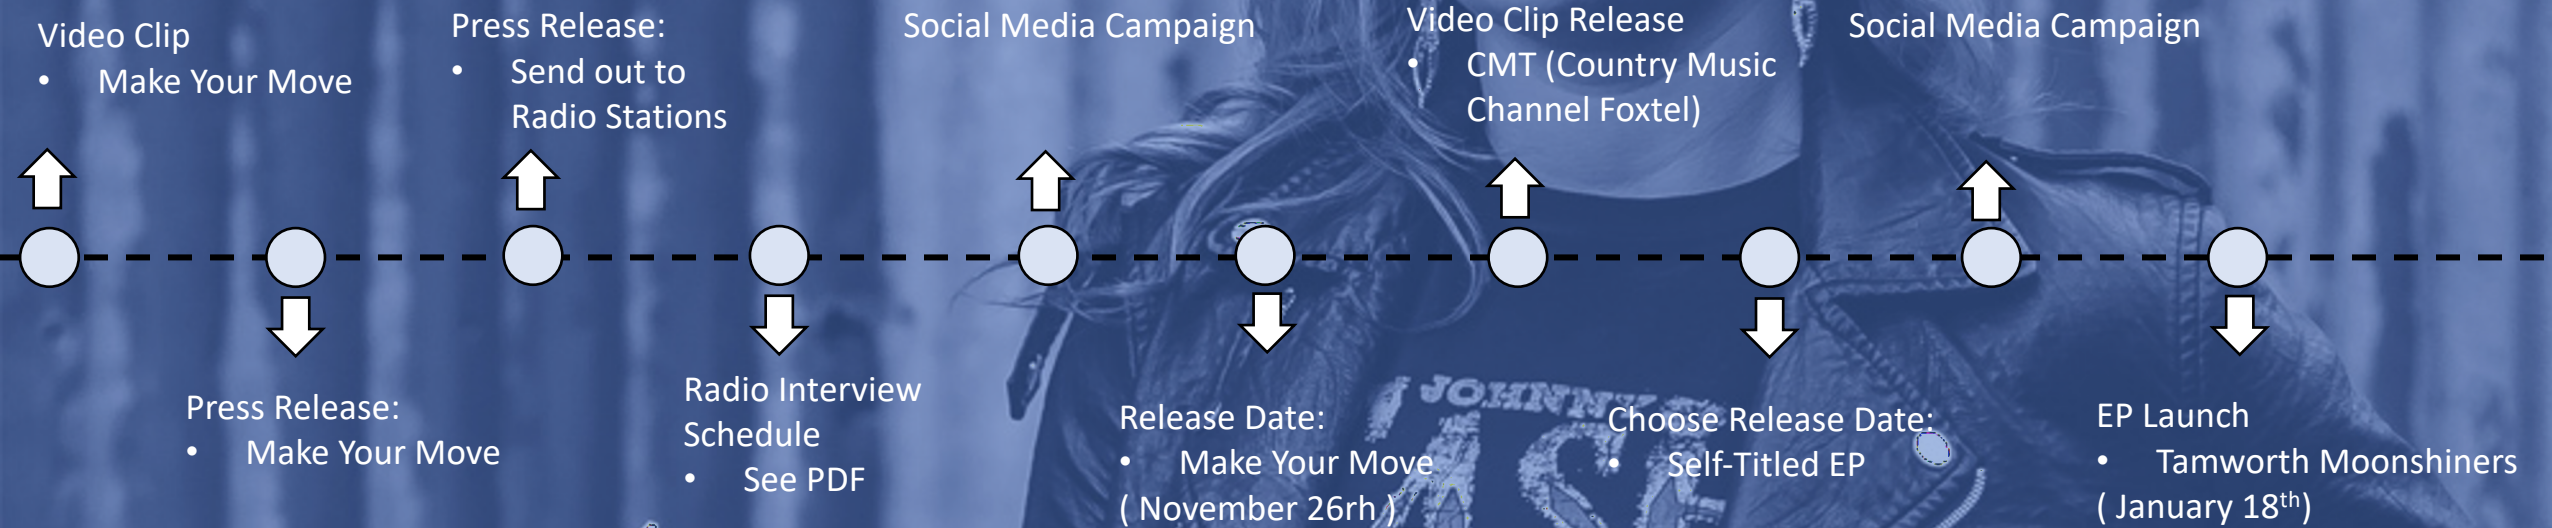 Video Clip
• Make Your Move
Press Release:
• Make Your Move
Press Release:
• Send out to
Radio Stations
Radio Interview
Schedule
• See PDF
Social Media Campaign
Release Date:
• Make Your Move
( November 26rh )
Video Clip Release
• CMT (Country Music
Channel Foxtel)
Choose Release Date:
• Self-Titled EP
Social Media Campaign
EP Launch
• Tamworth Moonshiners
( January 18th)
JOHNNY